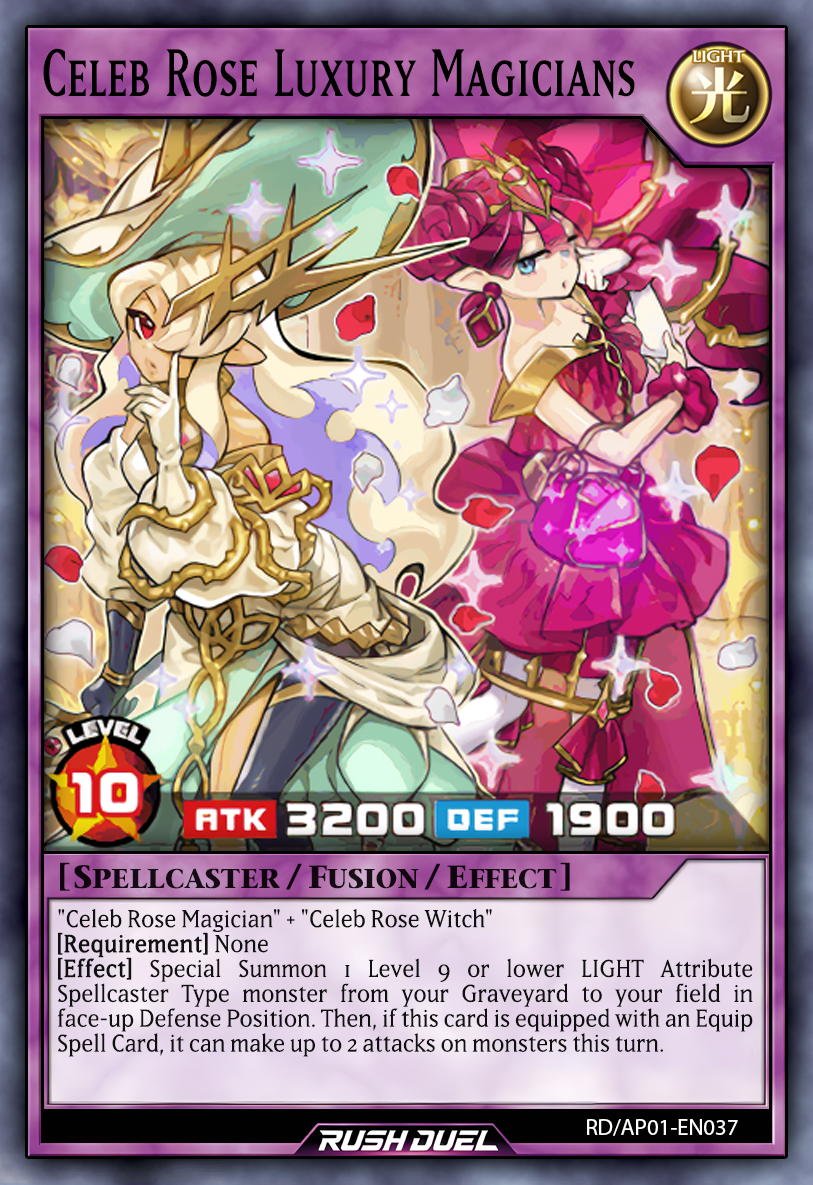 Celeb Rose Luxury Magicians
LIGHT
光
LEVEL
10
ATK 3200 DEF 1900
[Spellcaster / Fusion / Effect]
"Celeb Rose Magician" + "Celeb Rose Witch"
[Requirement] None
[Effect] Special Summon 1 Level 9 or lower LIGHT Attribute
Spellcaster Type monster from your Graveyard to your field in
face-up Defense Position. Then, if this card is equipped with an Equip
Spell Card, it can make up to 2 attacks on monsters this turn.
RD/AP01-EN037
RUSH DUEL